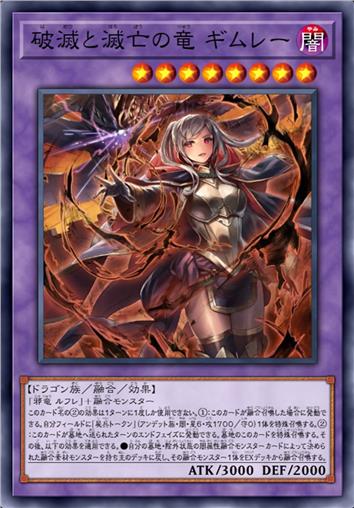 破滅と滅亡の竜 ギムレー
闇
【ドラゴン族／融合／効果】
「邪竜 ルフレ」＋融合モンスター
このカード名の②の効果は1ターンに1度しか使用できない。①：このカードが融合召喚した場合に発動で
きる。自分フィールドに「屍兵トークン」（アンデット族・闇・星6・攻1700／守0）1体を特殊召喚する。②
：このカードが墓地へ送られたターンのエンドフェイズに発動できる。墓地のこのカードを特殊召喚する。そ
の後、以下の効果を適用できる。●自分の墓地・除外状態の闇属性融合モンスターカードによって決めら
れた融合素材モンスターを持ち主のデッキに戻し、その融合モンスター1体をEXデッキから融合召喚する。
ATK/3000 DEF/2000